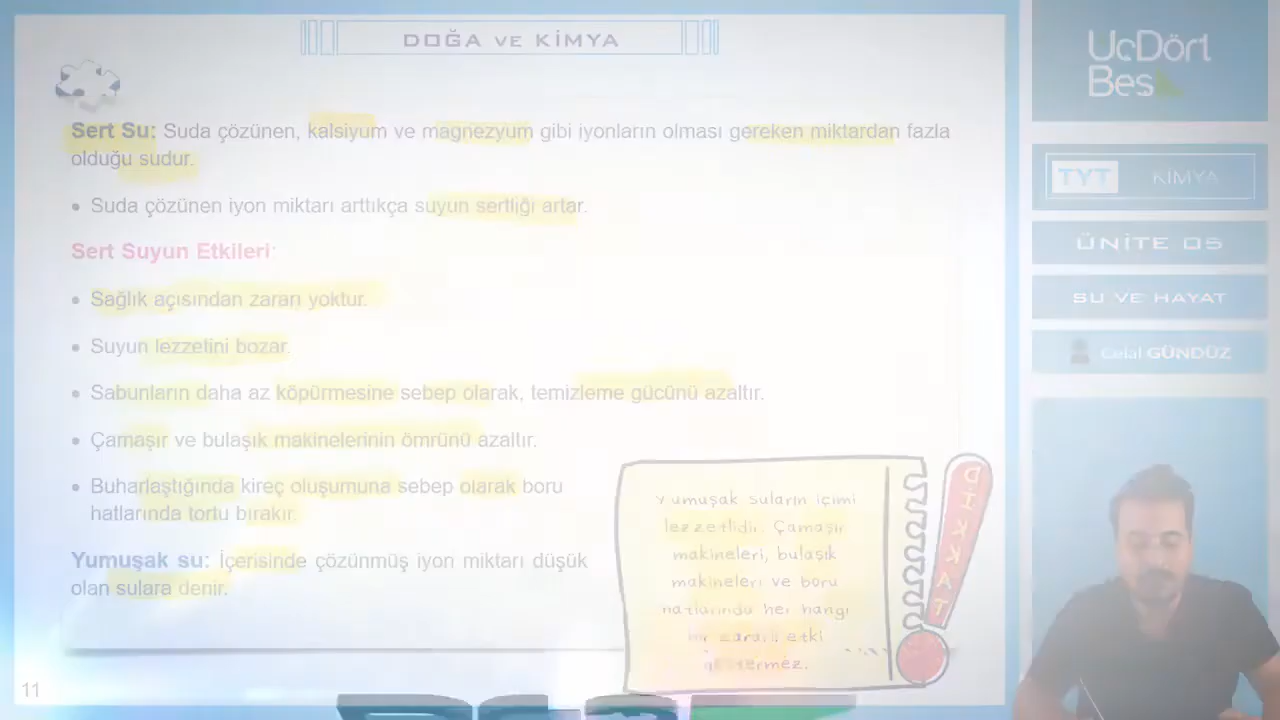 DOĞA VE KİMYA
Sert Su: Suda çözünen, kalsiyum ve magnezyum gibi iyonların olması gereken miktardan fazla
olduğu sudur.
• Suda çözünen iyon miktarı arttıkça suyun sertliği artar.
Sert Suyun Etkileri:
• Sağlık açısından zararı yoktur.
• Suyun lezzetini bozar.
• Sabunların daha az köpürmesine sebep olarak, temizleme gücünü azaltır.
• Çamaşır ve bulaşık makinelerinin ömrünü azaltır.
• Buharlaştığında kireç oluşumuna sebep olarak boru
hatlarında tortu bırakır.
Yumuşak su: İçerisinde çözünmüş iyon miktarı düşük
olan sulara denir.
Yumuşak suların içimi
lezzetlidir. Çamaşır
makineleri, bulaşık
makineleri ve boru
hatlarında her hangi
bir zararlı etki
göstermez.
DİKKAT
11
ÜçDört
Beş
TYT KİMYA
ÜNİTE 05
SU VE HAYAT
Celal GÜNDÜZ